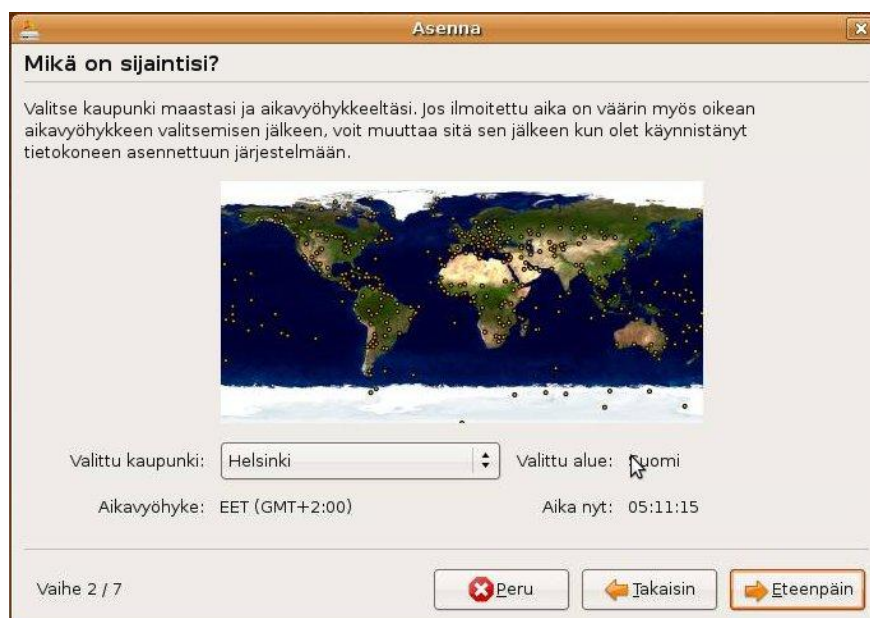 Asenna
Mikä on sijaintisi?
Valitse kaupunki maastasi ja aikavyöhykkeeltäsi. Jos ilmoitettu aika on väärin myös oikean
aikavyöhykkeen valitsemisen jälkeen, voit muuttaa sitä sen jälkeen kun olet käynnistänyt
tietokoneen asennettuun järjestelmään.
Valittu kaupunki: Helsinki Valittu alue: Suomi
Aikavyöhyke: EET (GMT+2:00) Aika nyt: 05:11:15
Vaihe 2 / 7 Peru Takaisin Eteenpäin